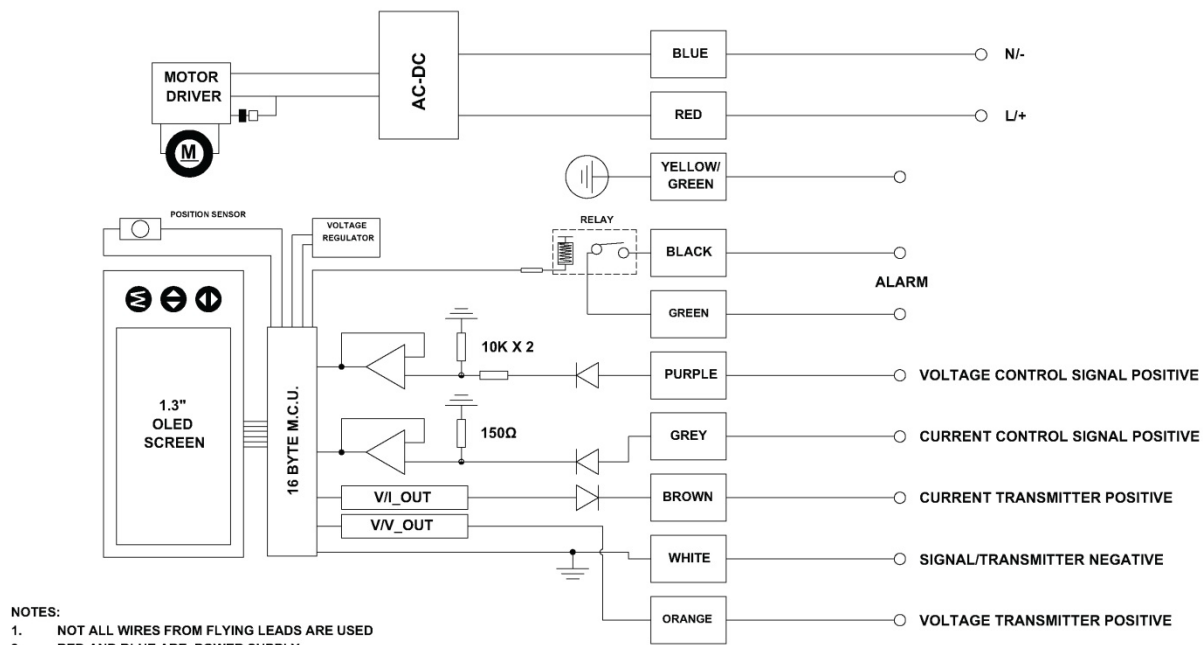 BLUE
N/-
MOTOR
DRIVER
AC-DC
RED
L/+
M
YELLOW/
GREEN
POSITION SENSOR
VOLTAGE
REGULATOR
RELAY
BLACK
ALARM
GREEN
10K X 2
PURPLE
VOLTAGE CONTROL SIGNAL POSITIVE
1.3"
OLED
SCREEN
16 BYTE M.C.U.
150Ω
GREY
CURRENT CONTROL SIGNAL POSITIVE
V/I_OUT
BROWN
CURRENT TRANSMITTER POSITIVE
V/V_OUT
WHITE
SIGNAL/TRANSMITTER NEGATIVE
ORANGE
VOLTAGE TRANSMITTER POSITIVE
NOTES:
1. NOT ALL WIRES FROM FLYING LEADS ARE USED